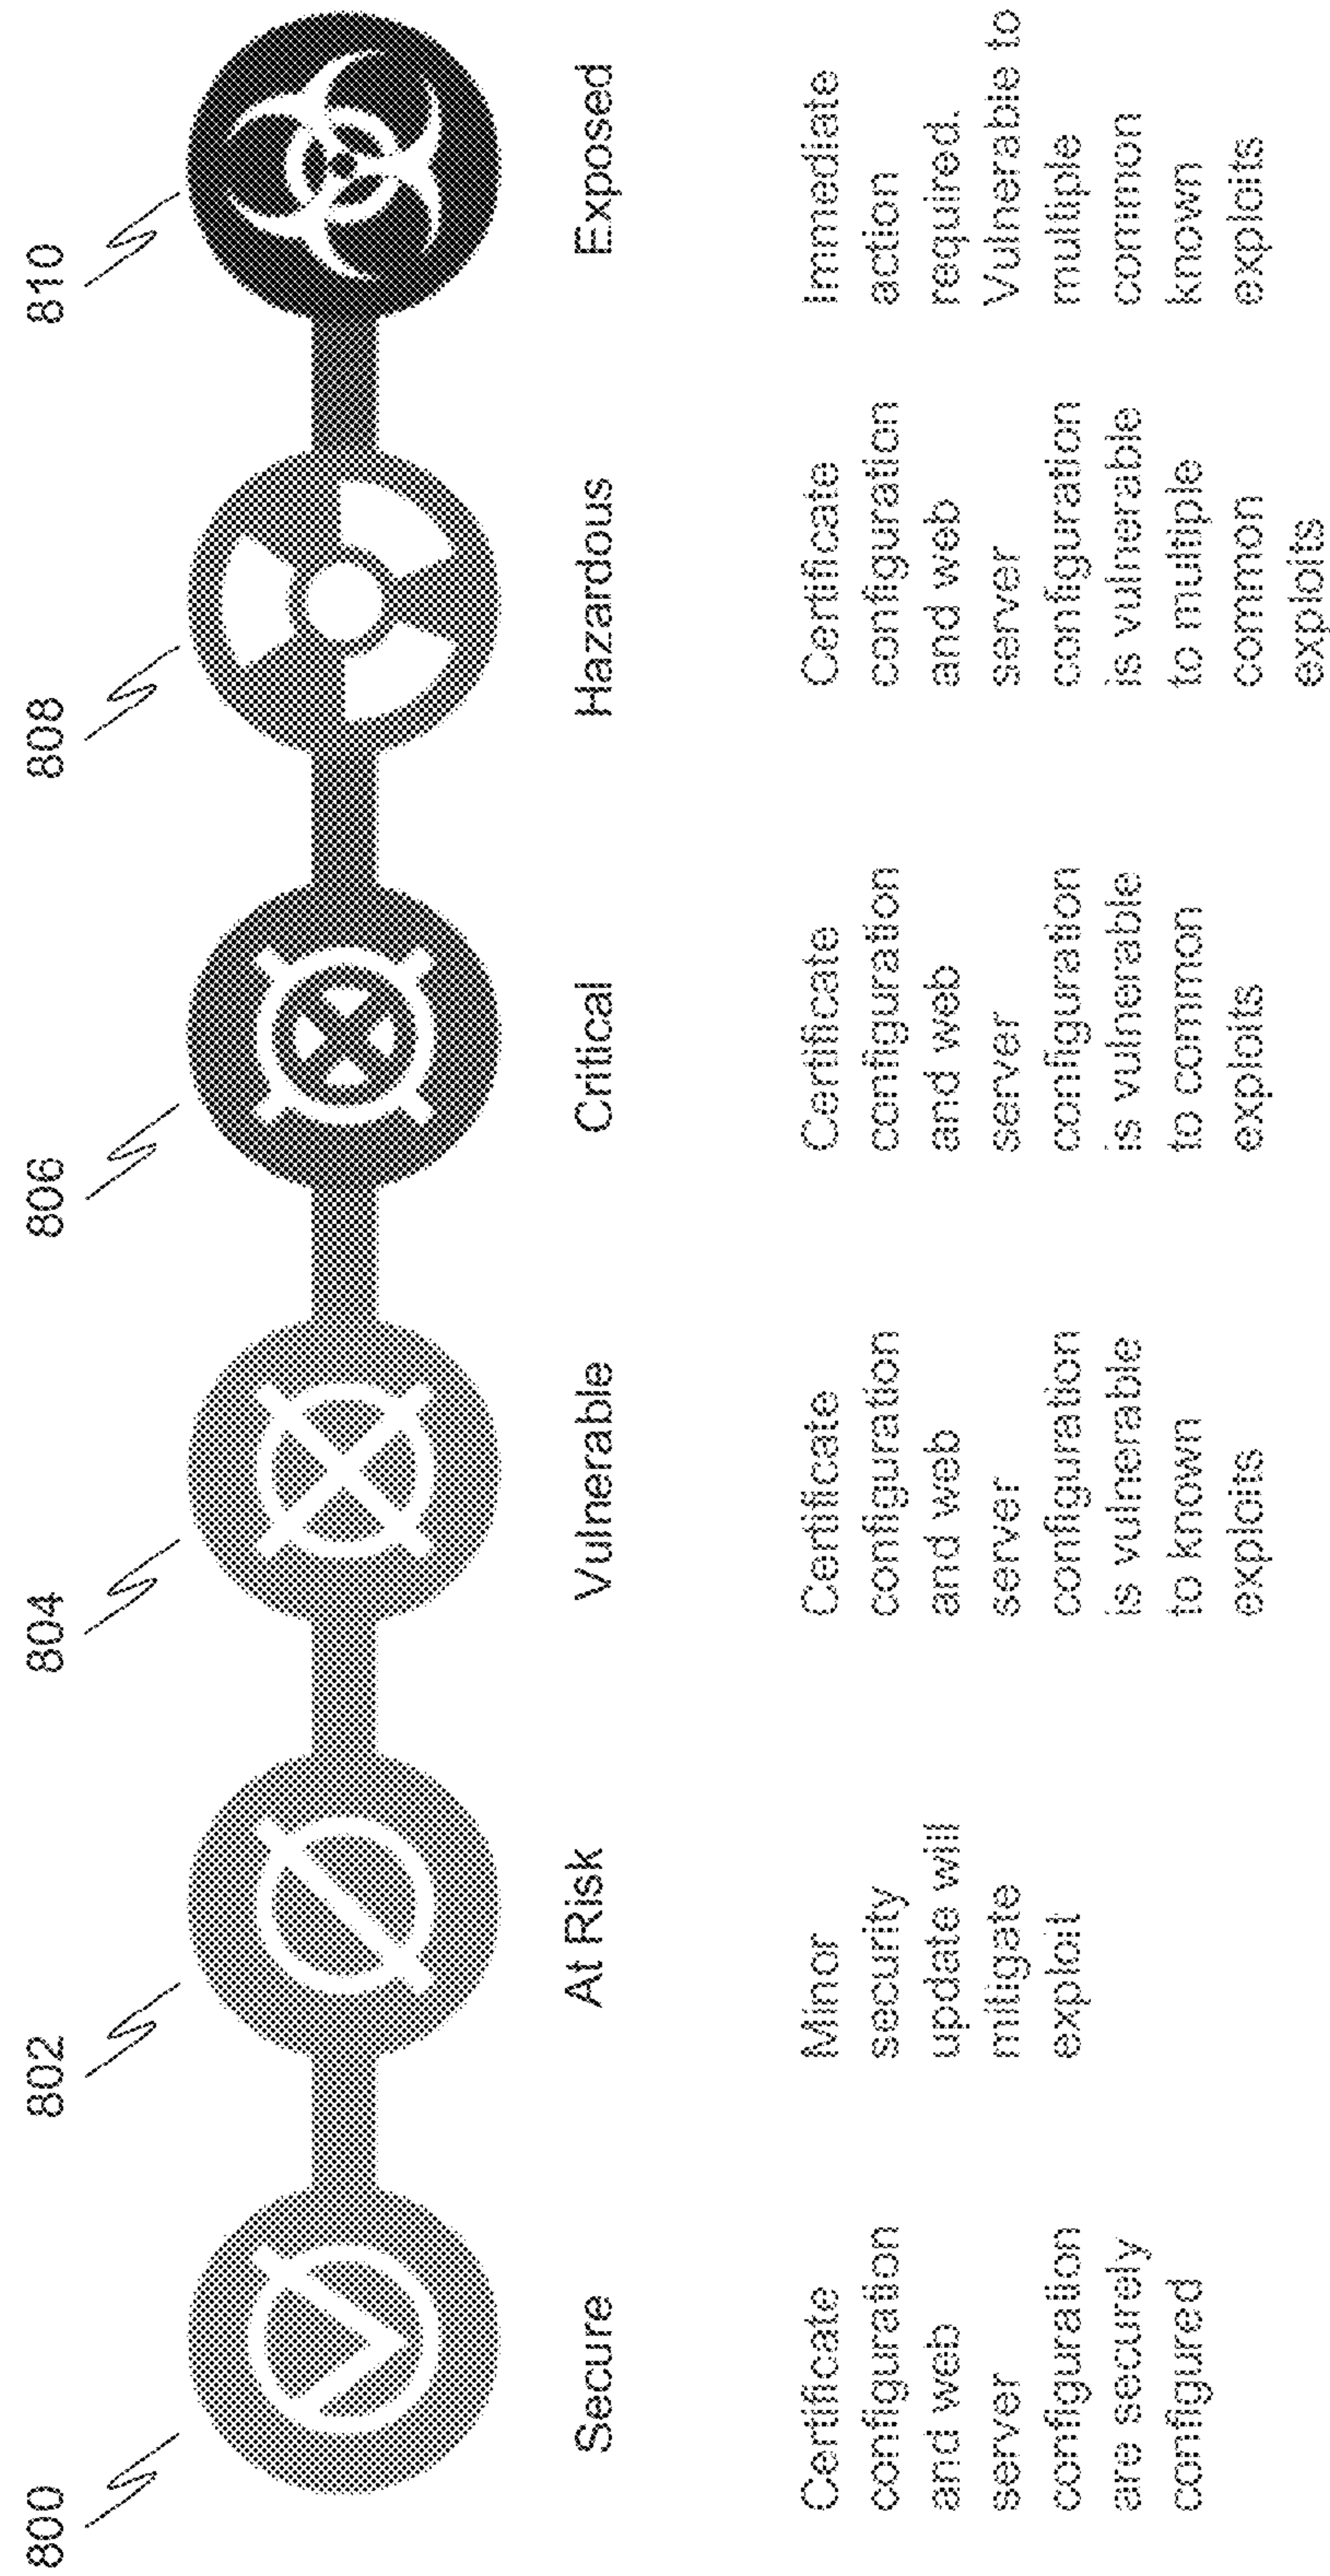 800
802
804
806
808
810
Secure
At Risk
Vulnerable
Critical
Hazardous
Exposed
Certificate
configuration
and web
server
configuration
are securely
configured
Minor
security
update will
mitigate
exploit
Certificate
configuration
and web
server
configuration
is vulnerable
to known
exploits
Certificate
configuration
and web
server
configuration
is vulnerable
to common
exploits
Certificate
configuration
and web
server
configuration
is vulnerable
to multiple
common
exploits
Immediate
action
required.
Vulnerable to
multiple
common
known
exploits